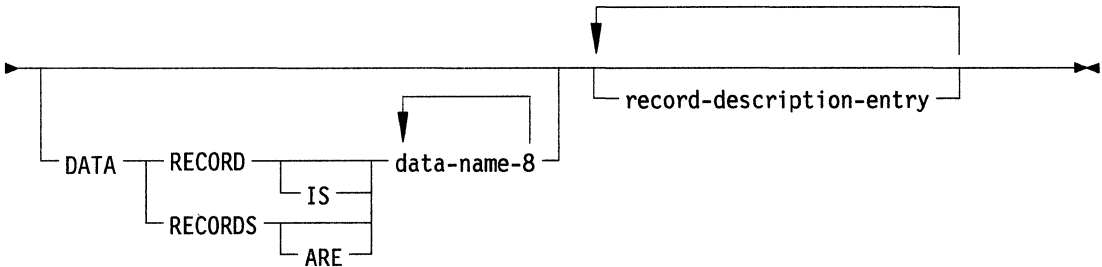 record-description-entry
DATA RECORD data-name-8
IS
RECORDS
ARE